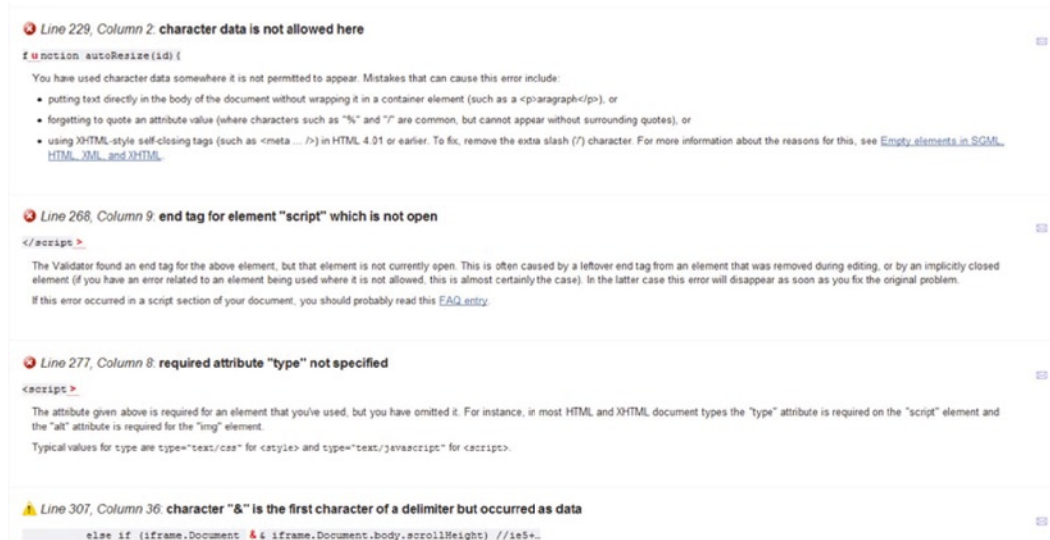 Line 229, Column 2: character data is not allowed here
function autoResize(id){
You have used character data somewhere it is not permitted to appear. Mistakes that can cause this error include:
• putting text directly in the body of the document without wrapping it in a container element (such as a <p>aragraph</p>), or
• forgetting to quote an attribute value (where characters such as "%" and "/" are common, but cannot appear without surrounding quotes), or
• using XHTML-style self-closing tags (such as <meta ... />) in HTML 4.01 or earlier. To fix, remove the extra slash ('/') character. For more information about the reasons for this, see Empty elements in SGML,
HTML, XML, and XHTML.
Line 268, Column 9: end tag for element "script" which is not open
</script>
The Validator found an end tag for the above element, but that element is not currently open. This is often caused by a leftover end tag from an element that was removed during editing, or by an implicitly closed
element (if you have an error related to an element being used where it is not allowed, this is almost certainly the case). In the latter case this error will disappear as soon as you fix the original problem.
If this error occurred in a script section of your document, you should probably read this FAQ entry.
Line 277, Column 8: required attribute "type" not specified
<script>
The attribute given above is required for an element that you've used, but you have omitted it. For instance, in most HTML and XHTML document types the "type" attribute is required on the "script" element and
the "alt" attribute is required for the "img" element.
Typical values for type are type="text/css" for <style> and type="text/javascript" for <script>.
Line 307, Column 36: character "&" is the first character of a delimiter but occurred as data
else if (iframe.Document && iframe.Document.body.scrollHeight) //ie5+…